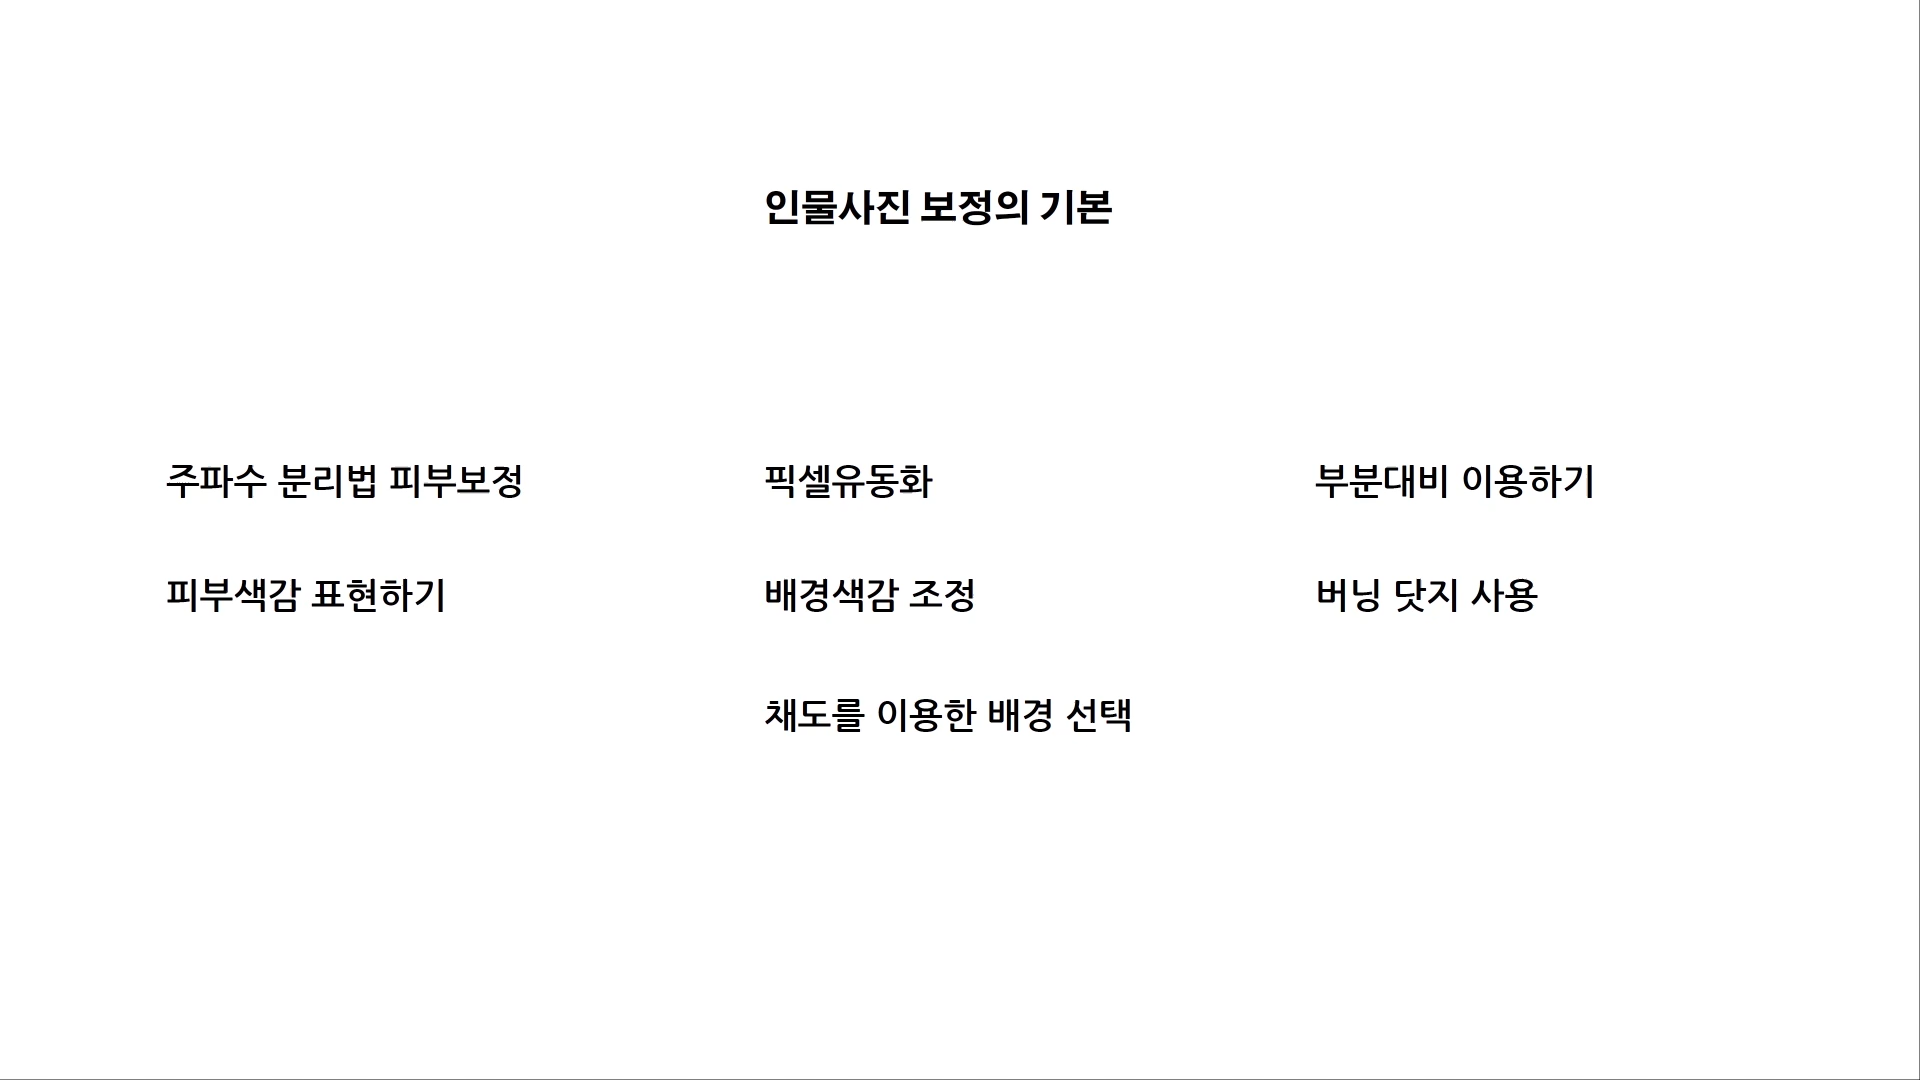 인물사진 보정의 기본
주파수 분리법 피부보정
픽셀유동화
부분대비 이용하기
피부색감 표현하기
배경색감 조정
버닝 닷지 사용
채도를 이용한 배경 선택